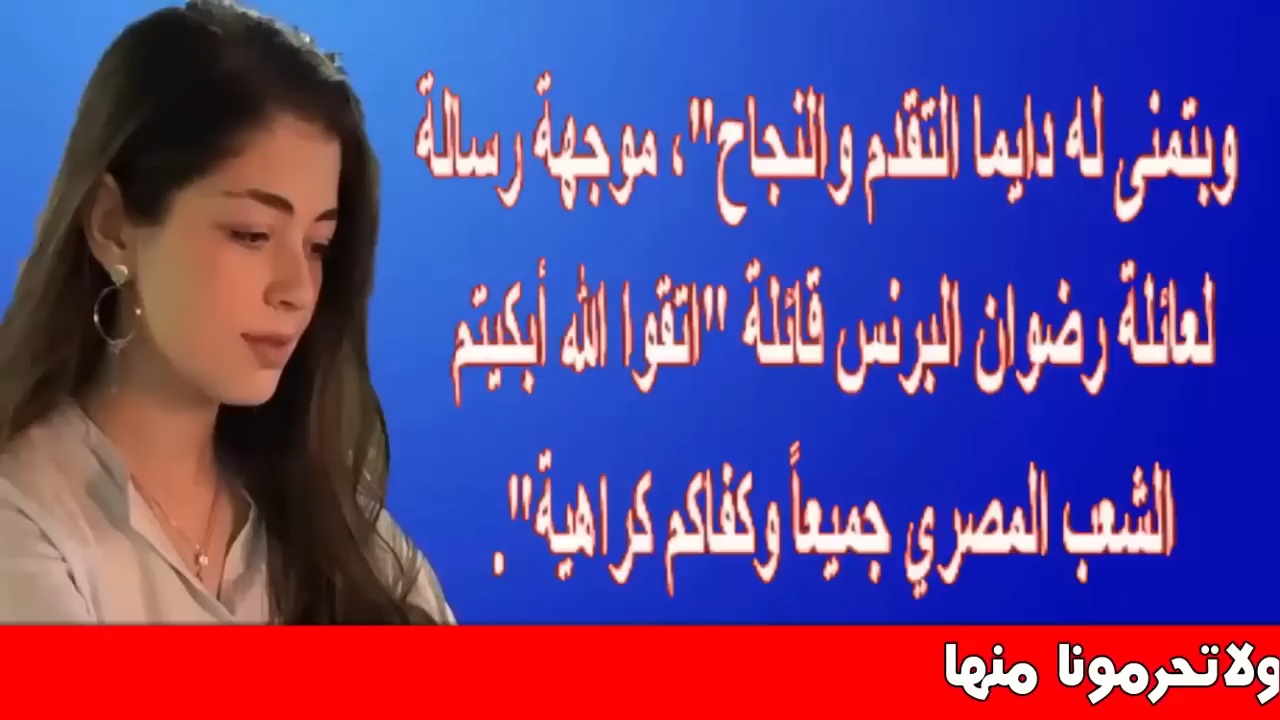 وبتمنى له دايما التقدم والنجاح"، موجهة رسالة
لعائلة رضوان البرنس قائلة "اتقوا الله أبكيتم
الشعب المصري جميعاً وكفاكم كراهية".
ولاتحرمونا منها